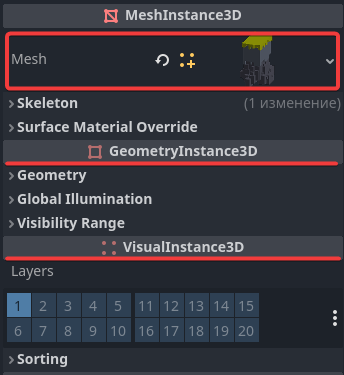 MeshInstance3D
Mesh
Skeleton (1 изменение)
Surface Material Override
GeometryInstance3D
Geometry
Global Illumination
Visibility Range
VisualInstance3D
Layers
1 2 3 4 5 11 12 13 14 15
6 7 8 9 10 16 17 18 19 20
Sorting